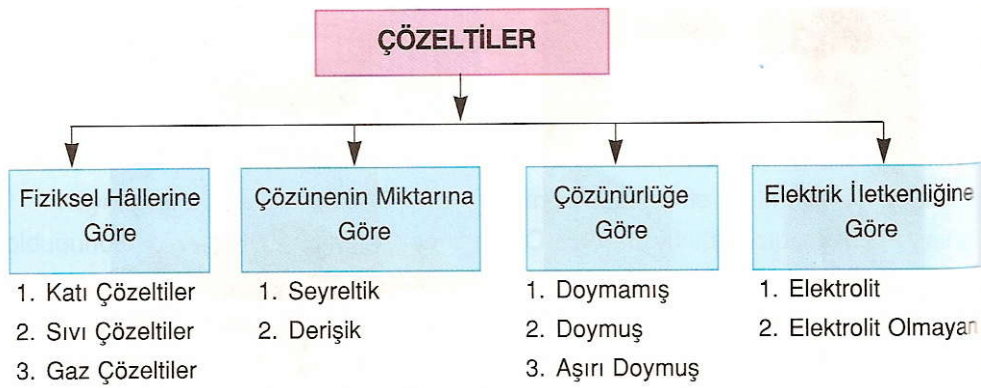 ÇÖZELTİLER
Fiziksel Hâllerine
Göre
1. Katı Çözeltiler
2. Sıvı Çözeltiler
3. Gaz Çözeltiler
Çözünenin Miktarına
Göre
1. Seyreltik
2. Derişik
Çözünürlüğe
Göre
1. Doymamış
2. Doymuş
3. Aşırı Doymuş
Elektrik İletkenliğine
Göre
1. Elektrolit
2. Elektrolit Olmayan